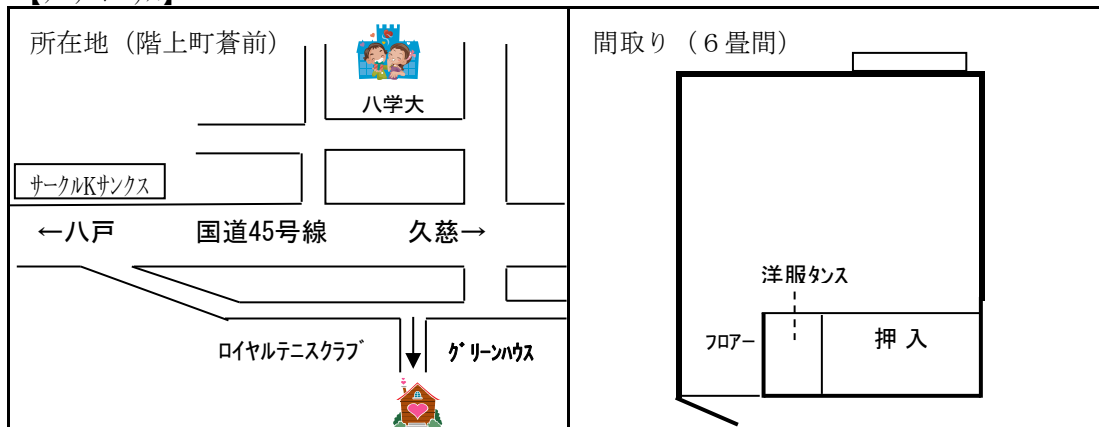 所在地（階上町蒼前）
八学大
ｻｰｸﾙKｻﾝｸｽ
←八戸　国道45号線　久慈→
ﾛｲﾔﾙﾃﾆｽｸﾗﾌﾞ
ｸﾞﾘｰﾝﾊｳｽ
間取り（６畳間）
洋服ﾀﾝｽ
ﾌﾛｱｰ
押 入